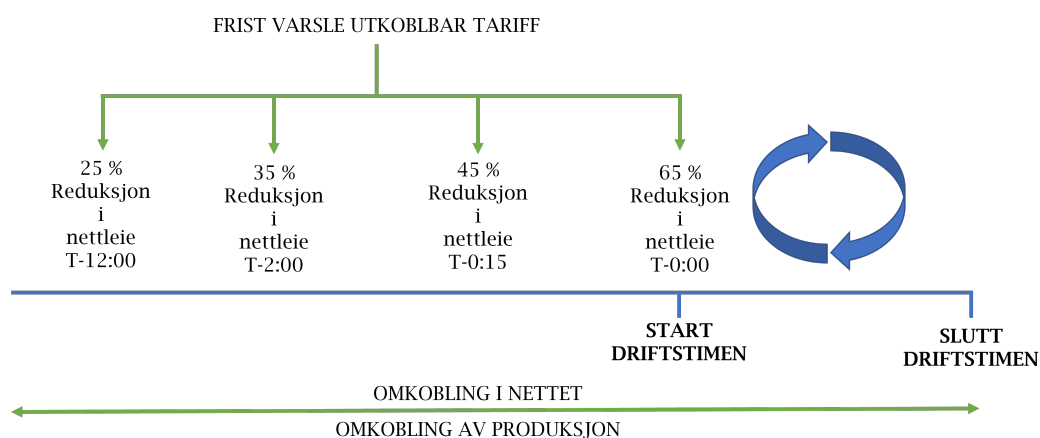 FRIST VARSLE UTKOBLBAR TARIFF
25 %
Reduksjon
i
nettleie
T-12:00
35 %
Reduksjon
i
nettleie
T-2:00
45 %
Reduksjon
i
nettleie
T-0:15
65 %
Reduksjon
i
nettleie
T-0:00
START
DRIFTSTIMEN
SLUTT
DRIFTSTIMEN
OMKOBLING I NETTET
OMKOBLING AV PRODUKSJON